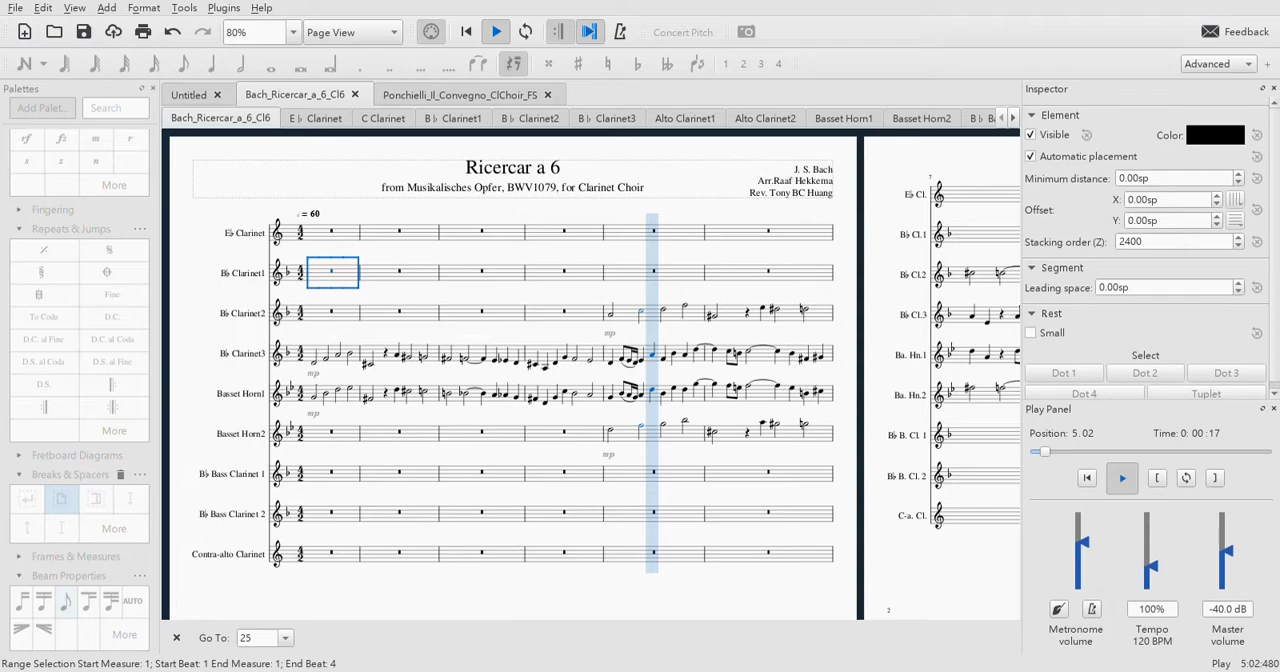 File Edit View Add Format Tools Plugins Help
80% Page View Concert Pitch Feedback
1 2 3 4 Advanced
Palettes
Add Palet... Search
rf fz m r
s z n
More
Fingering
Repeats & Jumps
Fine
To Coda D.C.
D.C. al Fine D.C. al Coda
D.S. al Coda D.S. al Fine
D.S.
More
Fretboard Diagrams
Breaks & Spacers
More
Frames & Measures
Beam Properties
AUTO
More
Untitled Bach_Ricercar_a_6_Cl6 Ponchielli_Il_Convegno_ClChoir_FS
Bach_Ricercar_a_6_Cl6 E♭ Clarinet C Clarinet B♭ Clarinet1 B♭ Clarinet2 B♭ Clarinet3 Alto Clarinet1 Alto Clarinet2 Basset Horn1 Basset Horn2 B♭ Ba
Ricercar a 6
from Musikalisches Opfer, BWV1079, for Clarinet Choir
J. S. Bach
Arr.Raaf Hekkema
Rev. Tony BC Huang
= 60
E♭ Clarinet
B♭ Clarinet1
B♭ Clarinet2
mp
B♭ Clarinet3
mp
Basset Horn1
mp
Basset Horn2
mp
B♭ Bass Clarinet 1
B♭ Bass Clarinet 2
Contra-alto Clarinet
7
E♭ Cl.
B♭ Cl.1
B♭ Cl.2
B♭ Cl.3
Ba. Hn.1
Ba. Hn.2
B♭ B. Cl. 1
B♭ B. Cl. 2
C-a. Cl.
2
Go To: 25
Inspector
Element
Visible Color:
Automatic placement
Minimum distance: 0.00sp
Offset: X: 0.00sp
Y: 0.00sp
Stacking order (Z): 2400
Segment
Leading space: 0.00sp
Rest
Small
Select
Dot 1 Dot 2 Dot 3
Dot 4 Tuplet
Play Panel
Position: 5.02 Time: 0: 00 :17
100% -40.0 dB
Metronome volume
Tempo 120 BPM
Master volume
Range Selection Start Measure: 1; Start Beat: 1 End Measure: 1; End Beat: 4 Play 5:02:480